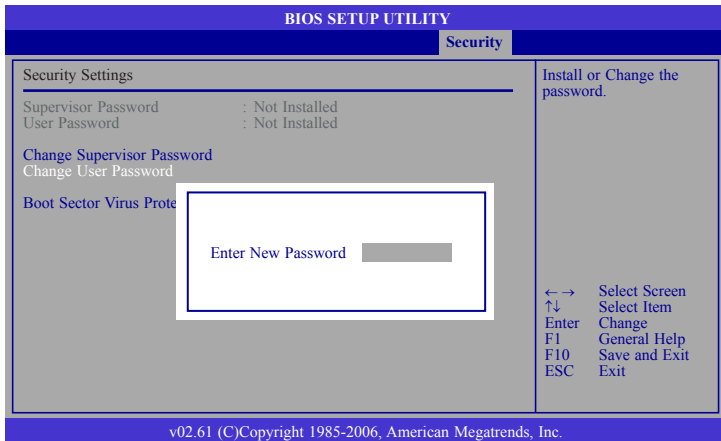 BIOS SETUP UTILITY
Security
Security Settings
Supervisor Password : Not Installed
User Password : Not Installed
Change Supervisor Password
Change User Password
Boot Sector Virus Prote
Enter New Password
Install or Change the
password.
←→ Select Screen
↑↓ Select Item
Enter Change
F1 General Help
F10 Save and Exit
ESC Exit
v02.61 (C)Copyright 1985-2006, American Megatrends, Inc.